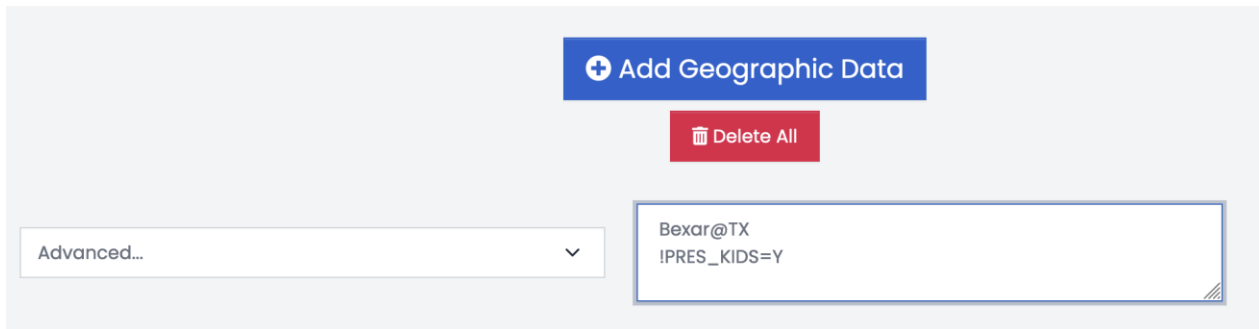 Add Geographic Data
Delete All
Advanced...
Bexar@TX
!PRES_KIDS=Y